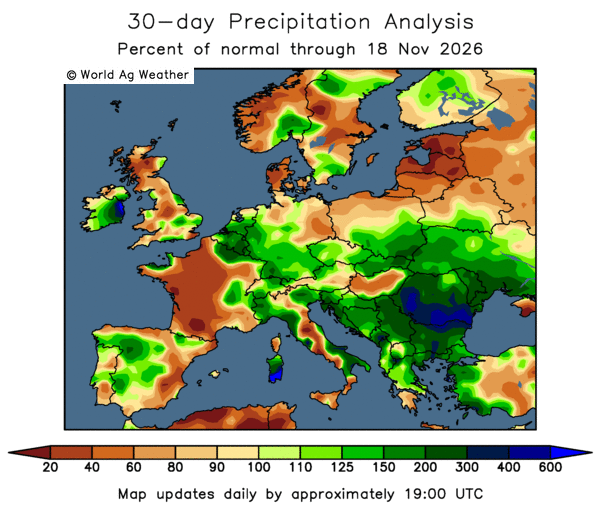 30-day Precipitation Analysis
Percent of normal through 18 Nov 2026
© World Ag Weather
20 40 60 80 90 100 110 125 150 200 300 400 600
Map updates daily by approximately 19:00 UTC